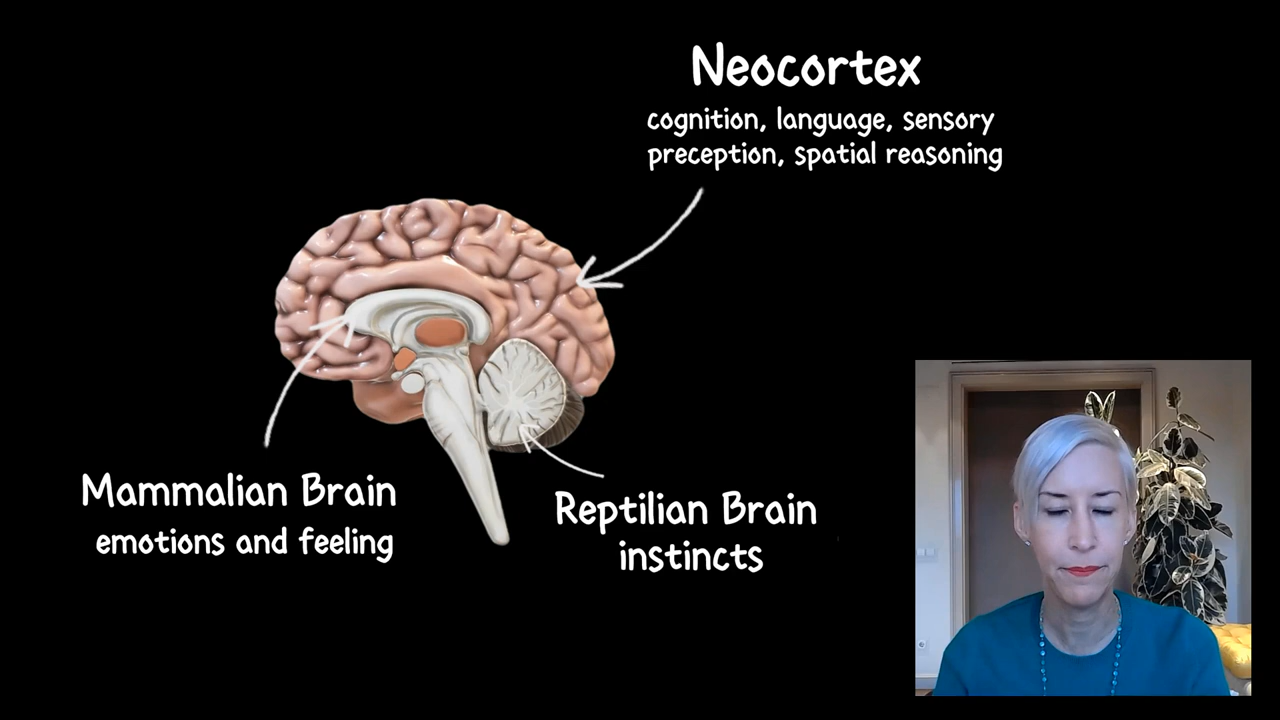 Neocortex
cognition, language, sensory
preception, spatial reasoning
Mammalian Brain
emotions and feeling
Reptilian Brain
instincts